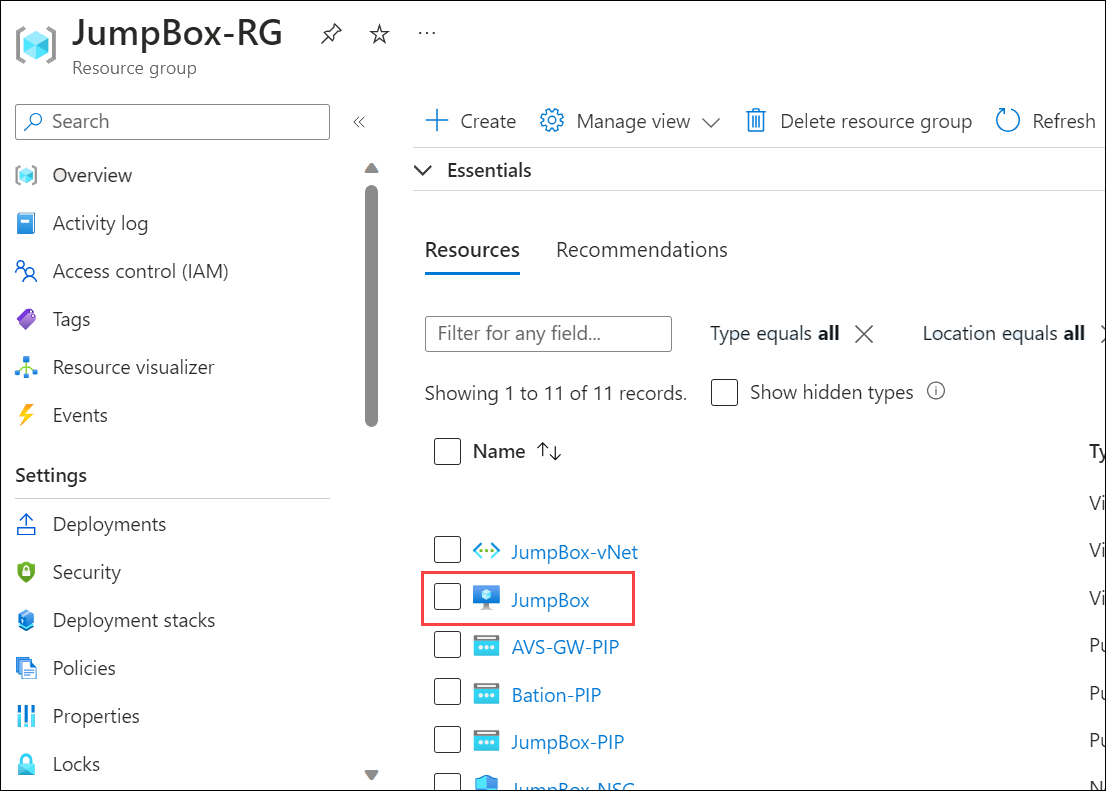 JumpBox-RG
...
Resource group
Search
Create
Manage view
Delete resource group
Refresh
Overview
Activity log
Access control (IAM)
Tags
Resource visualizer
Events
Settings
Deployments
Security
Deployment stacks
Policies
Properties
Locks
Essentials
Resources Recommendations
Filter for any field...
Type equals all
Location equals all
Showing 1 to 11 of 11 records.
Show hidden types
Name
Ty
Vi
JumpBox-vNet
Vi
JumpBox
Vi
AVS-GW-PIP
Pu
Bation-PIP
Pu
JumpBox-PIP
Pu
JumpBox-NSG